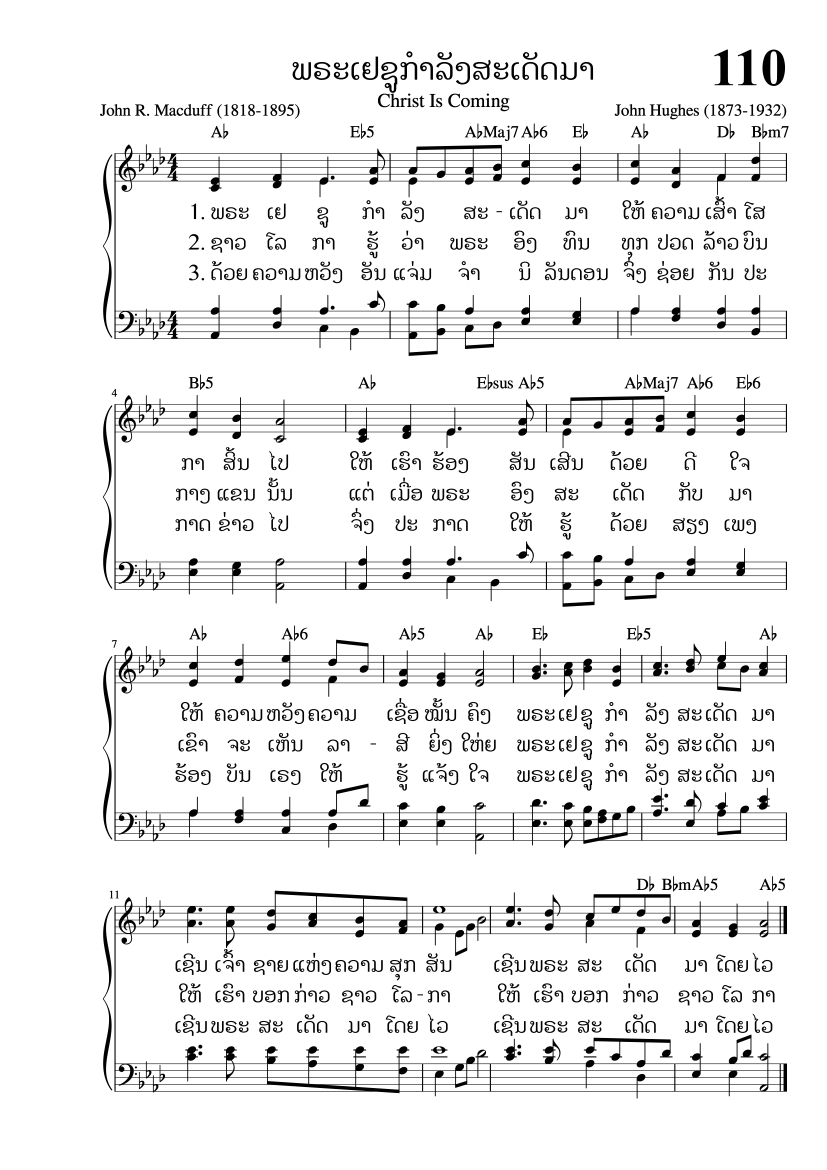 ພຣະເຢຊູກຳລັງສະເດັດມາ
110
Christ Is Coming
John R. Macduff (1818-1895)
John Hughes (1873-1932)
A♭ E♭5 A♭Maj7 A♭6 E♭ A♭ D♭ B♭m7
1. ພຣະ ເຢ ຊູ ກຳ ລັງ ສະ - ເດັດ ມາ ໃຫ້ ຄວາມ ເສົ້າ ໂສ
2. ຊາວ ໂລ ກາ ຮູ້ ວ່າ ພຣະ ອົງ ທົນ ທຸກ ປວດ ລ້າວ ບົນ
3. ດ້ວຍ ຄວາມ ຫວັງ ອັນ ແຈ່ມ ຈຳ ນິ ລັນດອນ ຈົ່ງ ຊ່ອຍ ກັນ ປະ
4
B♭5 A♭ E♭sus A♭5 A♭Maj7 A♭6 E♭6
ກາ ສິ້ນ ໄປ ໃຫ້ ເຮົາ ຮ້ອງ ສັນ ເສີນ ດ້ວຍ ດີ ໃຈ
ກາງ ແຂນ ນັ້ນ ແຕ່ ເມື່ອ ພຣະ ອົງ ສະ ເດັດ ກັບ ມາ
ກາດ ຂ່າວ ໄປ ຈົ່ງ ປະ ກາດ ໃຫ້ ຮູ້ ດ້ວຍ ສຽງ ເພງ
7
A♭ A♭6 A♭5 A♭ E♭ E♭5 A♭
ໃຫ້ ຄວາມ ຫວັງ ຄວາມ ເຊື່ອ ໝັ້ນ ຄົງ ພຣະ ເຢ ຊູ ກຳ ລັງ ສະ ເດັດ ມາ
ເຂົາ ຈະ ເຫັນ ລາ - ສີ ຍິ່ງ ໃຫ່ຍ ພຣະ ເຢ ຊູ ກຳ ລັງ ສະ ເດັດ ມາ
ຮ້ອງ ບັນ ເຣງ ໃຫ້ ຮູ້ ແຈ້ງ ໃຈ ພຣະ ເຢ ຊູ ກຳ ລັງ ສະ ເດັດ ມາ
11
D♭ B♭m A♭5 A♭5
ເຊີນ ເຈົ້າ ຊາຍ ແຫ່ງ ຄວາມ ສຸກ ສັນ ເຊີນ ພຣະ ສະ ເດັດ ມາ ໂດຍ ໄວ
ໃຫ້ ເຮົາ ບອກ ກ່າວ ຊາວ ໂລ - ກາ ໃຫ້ ເຮົາ ບອກ ກ່າວ ຊາວ ໂລ ກາ
ເຊີນ ພຣະ ສະ ເດັດ ມາ ໂດຍ ໄວ ເຊີນ ພຣະ ສະ ເດັດ ມາ ໂດຍ ໄວ